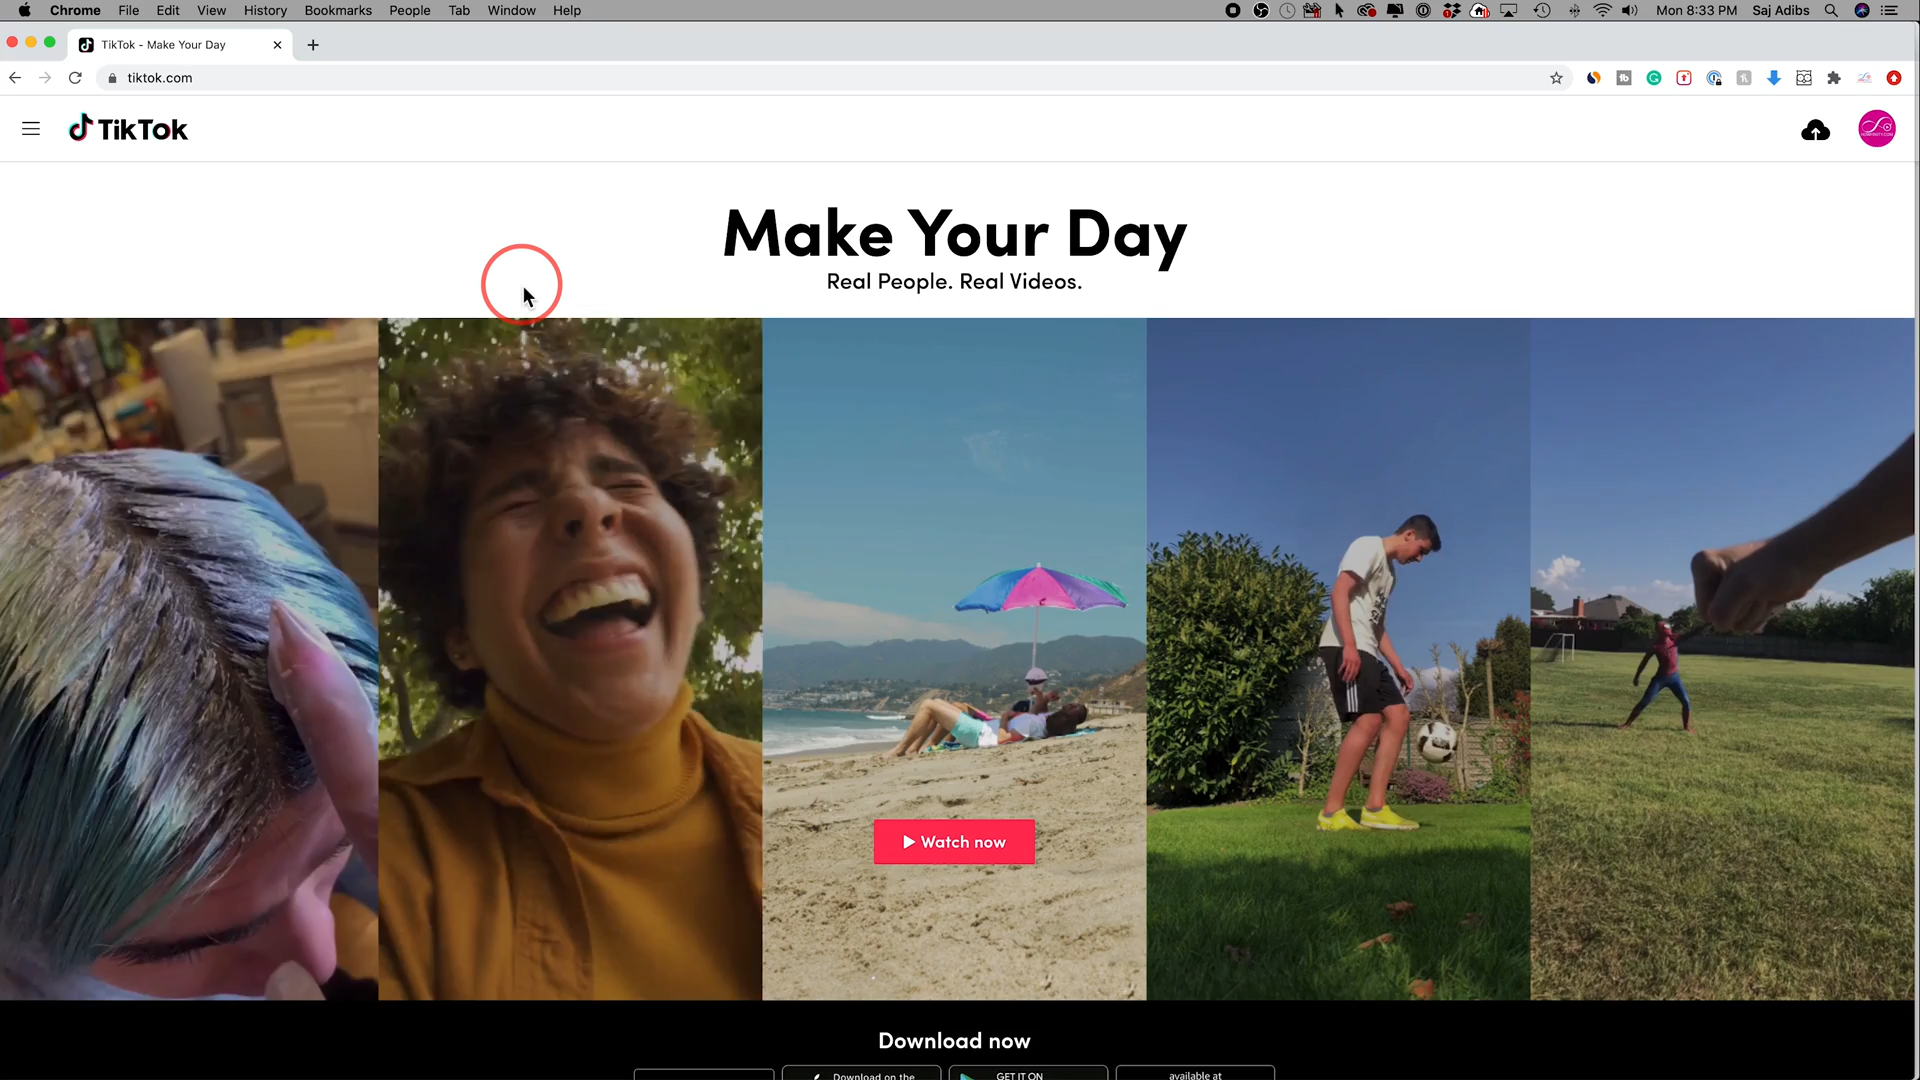 Chrome File Edit View History Bookmarks People Tab Window Help Mon 8:33 PM Saj Adibs
TikTok - Make Your Day
tiktok.com
TikTok
Make Your Day
Real People. Real Videos.
Watch now
Download now
Download on the
GET IT ON
available at